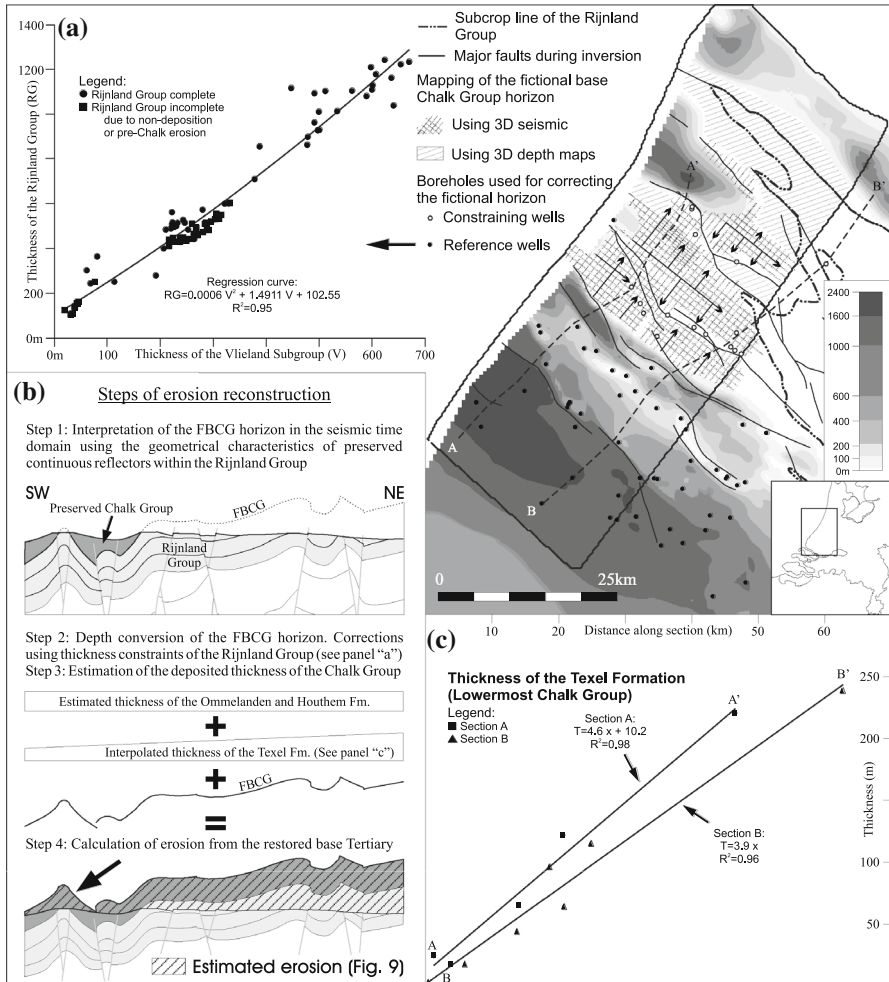 (a)
1400
1200
Thickness of the Rijnland Group (RG)
200
0m
0m
100
200
300
400
500
600
700
Thickness of the Vlieland Subgroup (V)
Legend:
Rijnland Group complete
Rijnland Group incomplete
due to non-deposition
or pre-Chalk erosion
Regression curve:
RG=0.0006 V² + 1.4911 V + 102.55
R²=0.95
Subcrop line of the Rijnland
Group
Major faults during inversion
Mapping of the fictional base
Chalk Group horizon
Using 3D seismic
Using 3D depth maps
Boreholes used for correcting
the fictional horizon
Constraining wells
Reference wells
A'
B'
A
B
2400
1600
1000
600
400
200
100
0m
0
25km
(b)
Steps of erosion reconstruction
Step 1: Interpretation of the FBCG horizon in the seismic time
domain using the geometrical characteristics of preserved
continuous reflectors within the Rijnland Group
SW
NE
Preserved Chalk Group
FBCG
Rijnland
Group
Step 2: Depth conversion of the FBCG horizon. Corrections
using thickness constraints of the Rijnland Group (see panel “a”)
Step 3: Estimation of the deposited thickness of the Chalk Group
Estimated thickness of the Ommelanden and Houthem Fm.
+
Interpolated thickness of the Texel Fm. (See panel “c”)
+
FBCG
=
Step 4: Calculation of erosion from the restored base Tertiary
Estimated erosion (Fig. 9)
(c)
10
20
30
40
50
60
Distance along section (km)
Thickness of the Texel Formation
(Lowermost Chalk Group)
Legend:
Section A
Section B
Section A:
T=4.6 x + 10.2
R²=0.98
Section B:
T=3.9 x
R²=0.96
A'
B'
A
B
250
200
Thickness (m)
100
50